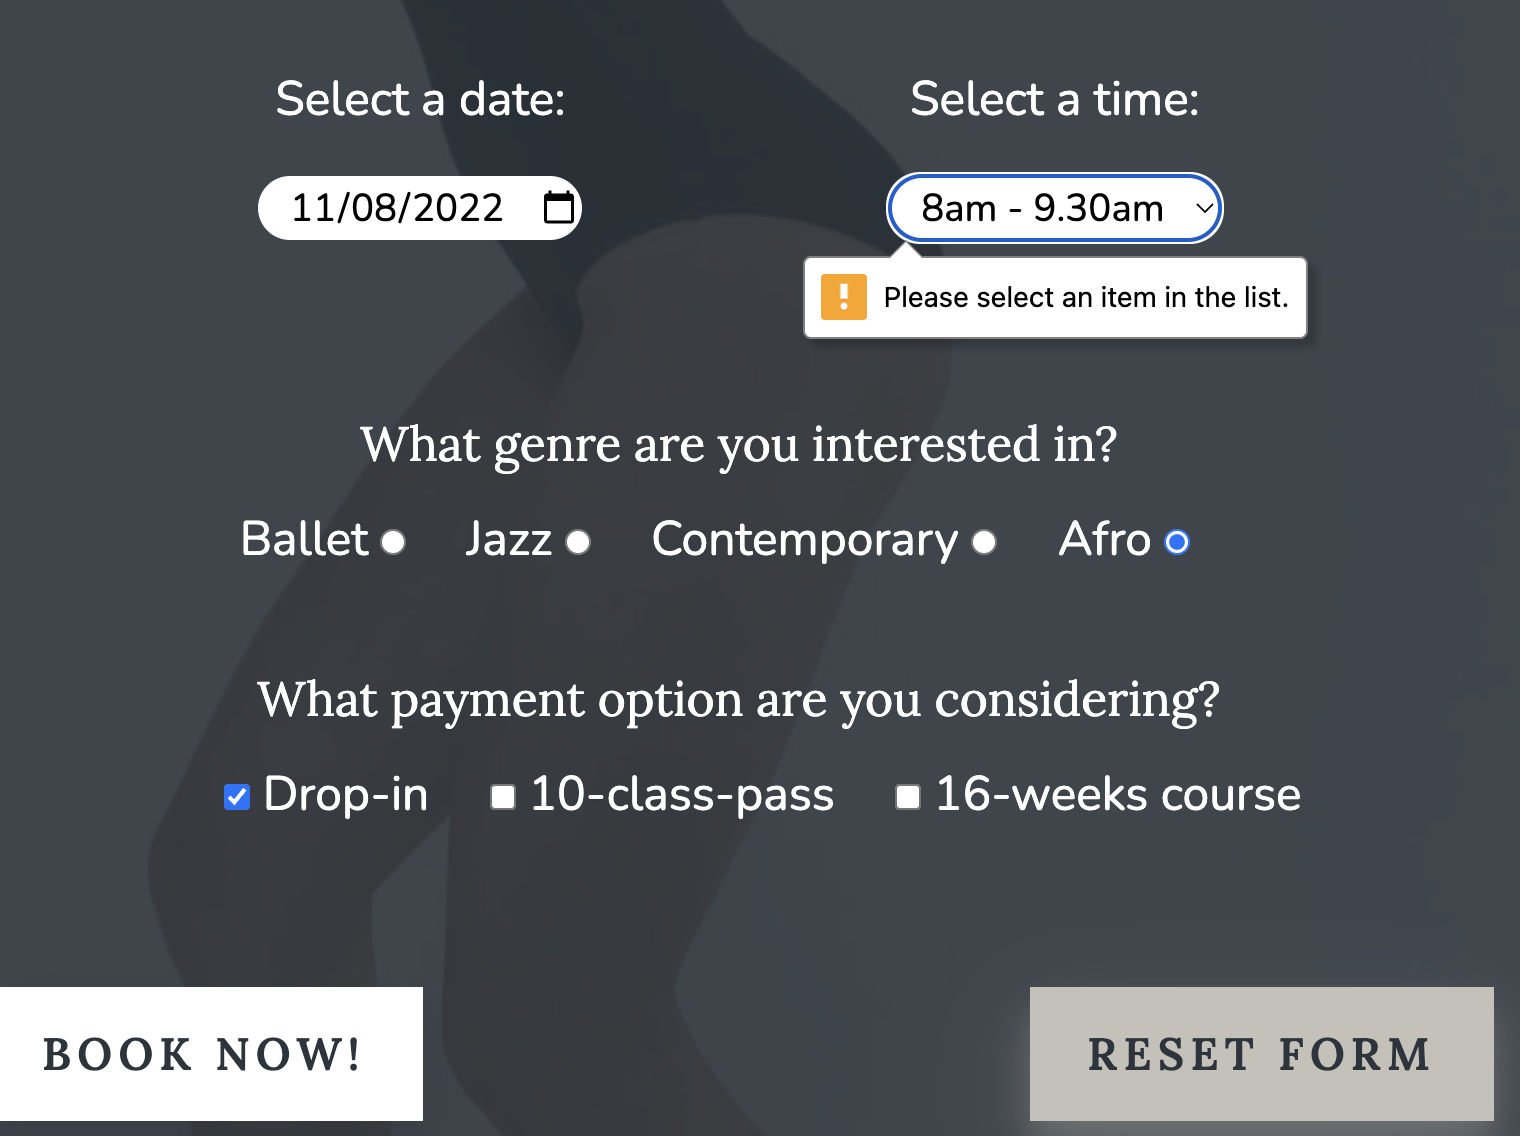 Select a date:
Select a time:
11/08/2022
8am - 9.30am
Please select an item in the list.
What genre are you interested in?
Ballet Jazz Contemporary Afro
What payment option are you considering?
Drop-in 10-class-pass 16-weeks course
BOOK NOW!
RESET FORM